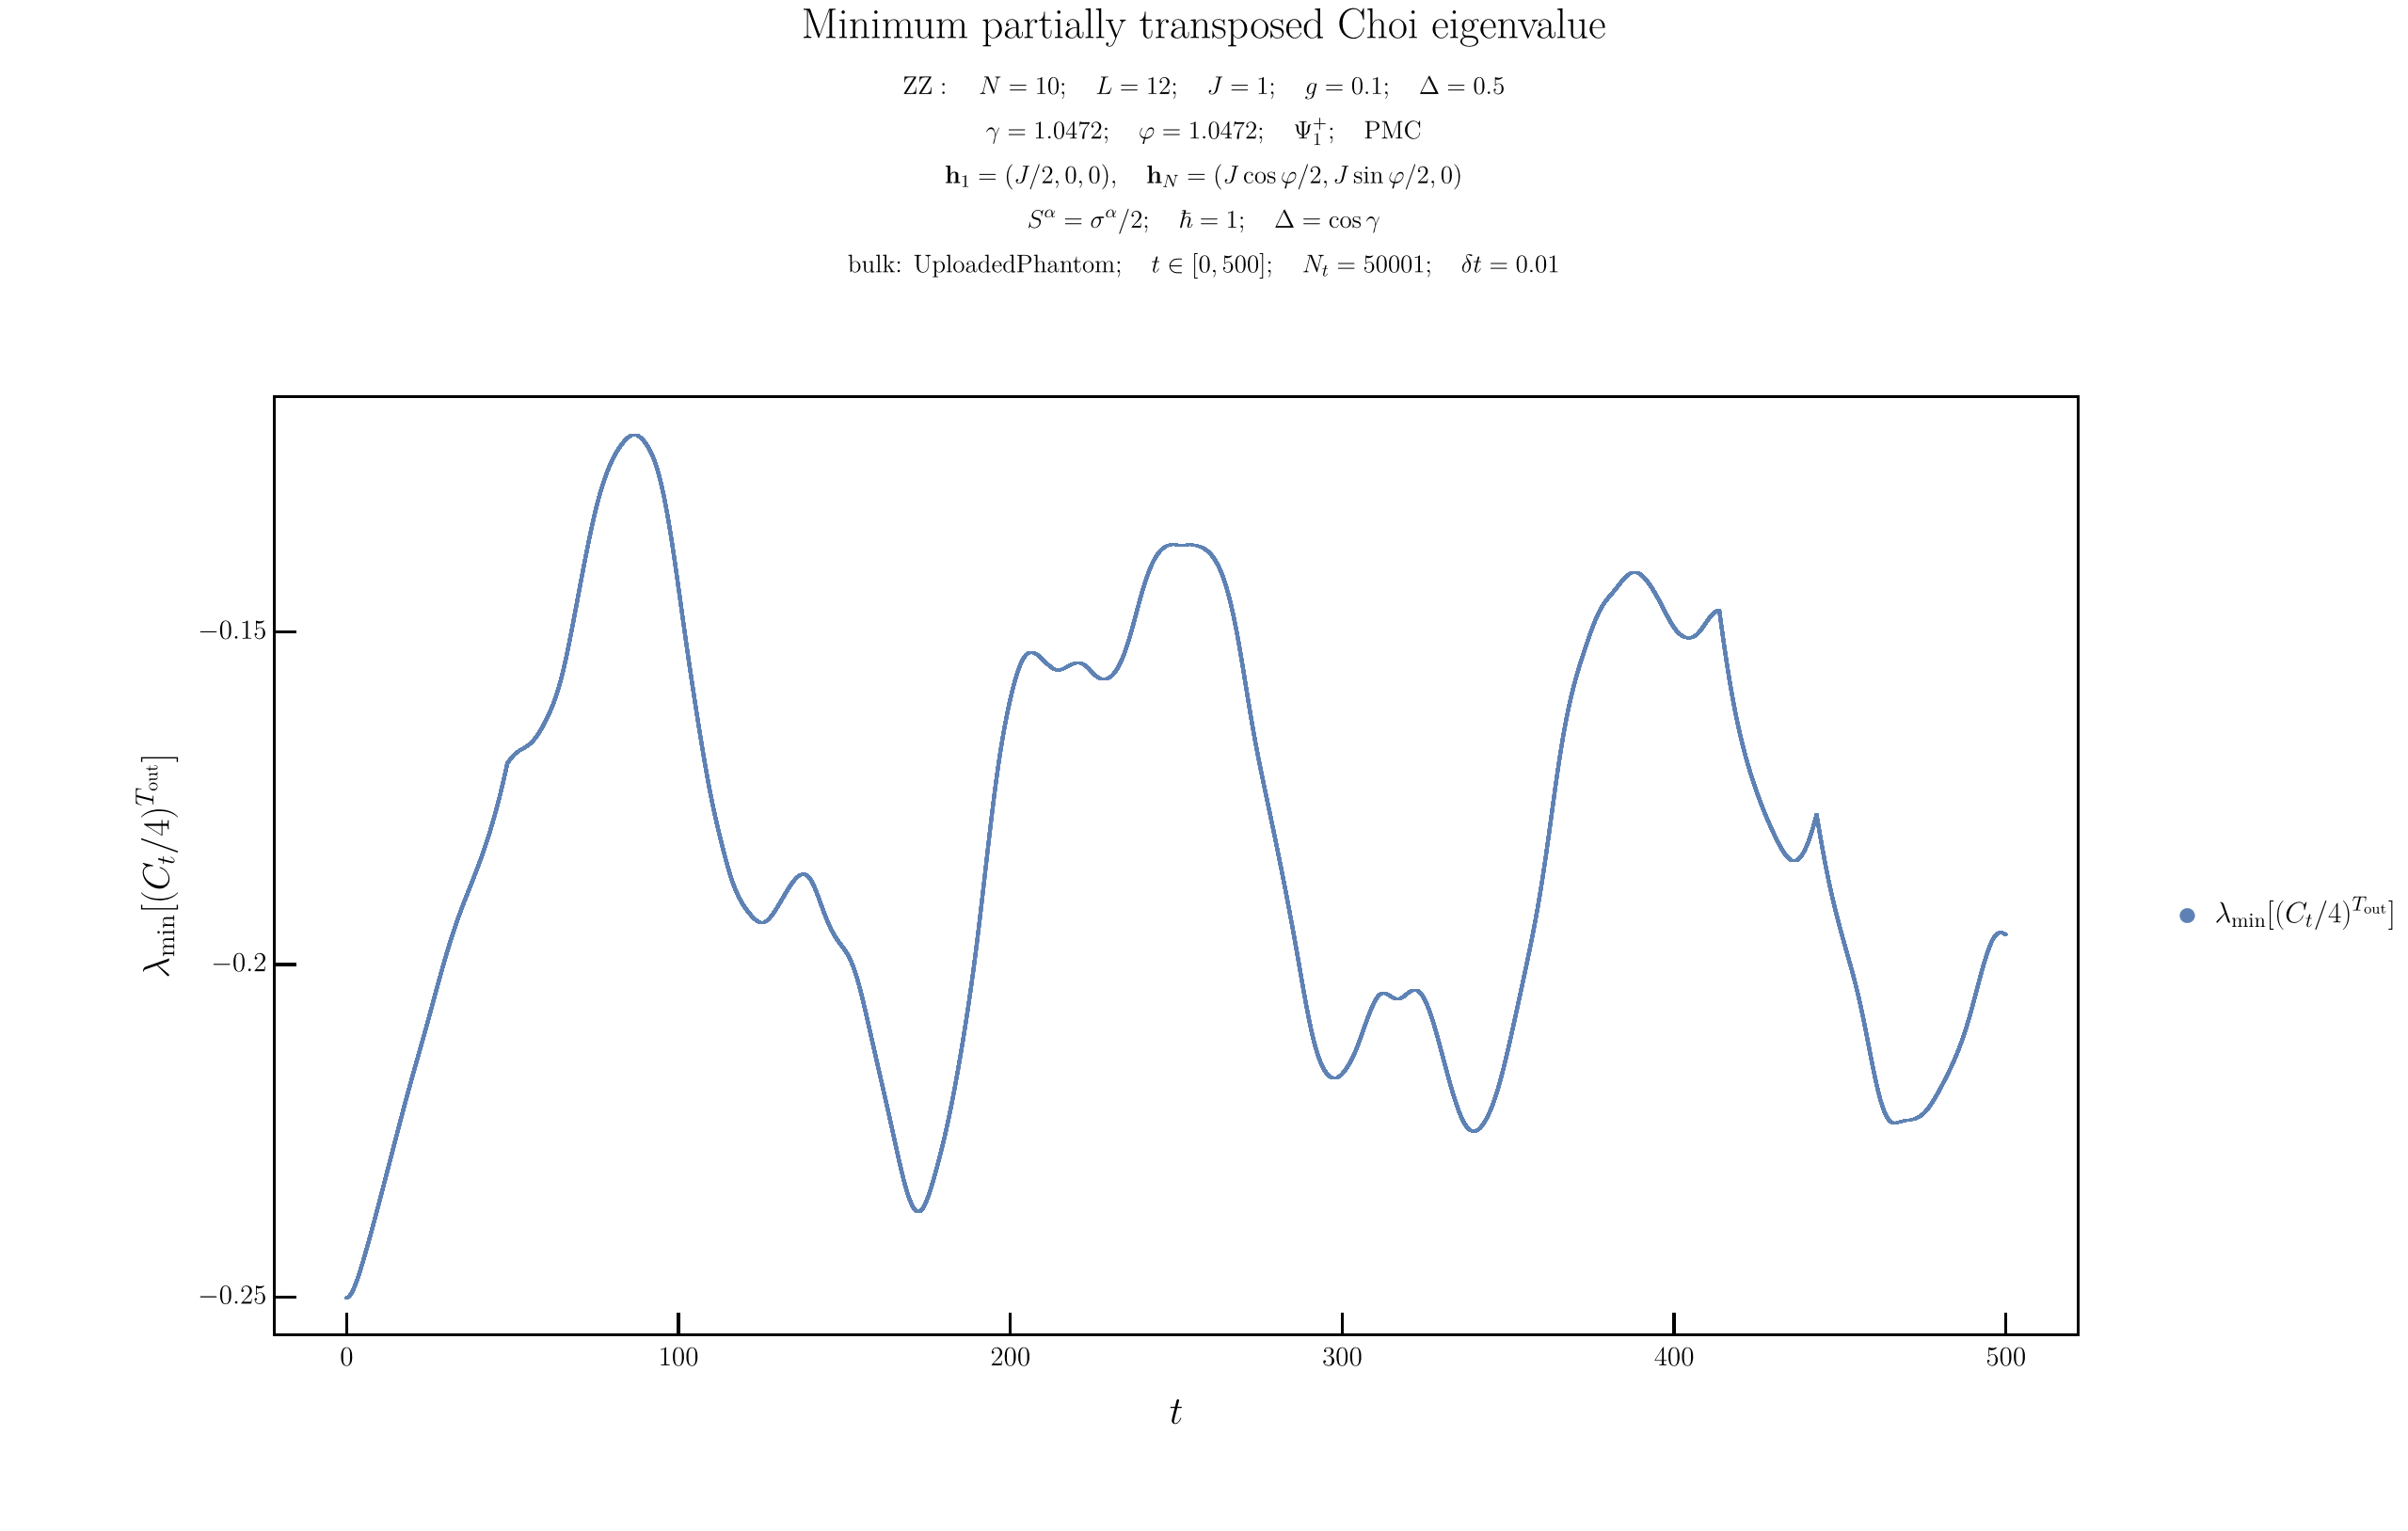 Minimum partially transposed Choi eigenvalue
ZZ : N = 10; L = 12; J = 1; g = 0.1; Δ = 0.5
γ = 1.0472; φ = 1.0472; Ψ₁⁺; PMC
𝐡₁ = (J/2, 0, 0), 𝐡_N = (J cos φ/2, J sin φ/2, 0)
S^α = σ^α/2; ℏ = 1; Δ = cos γ
bulk: UploadedPhantom; t ∈ [0, 500]; N_t = 50001; δt = 0.01
λ_min[(C_t/4)^{T_out}]
−0.15
−0.2
−0.25
0 100 200 300 400 500
t
λ_min[(C_t/4)^{T_out}]